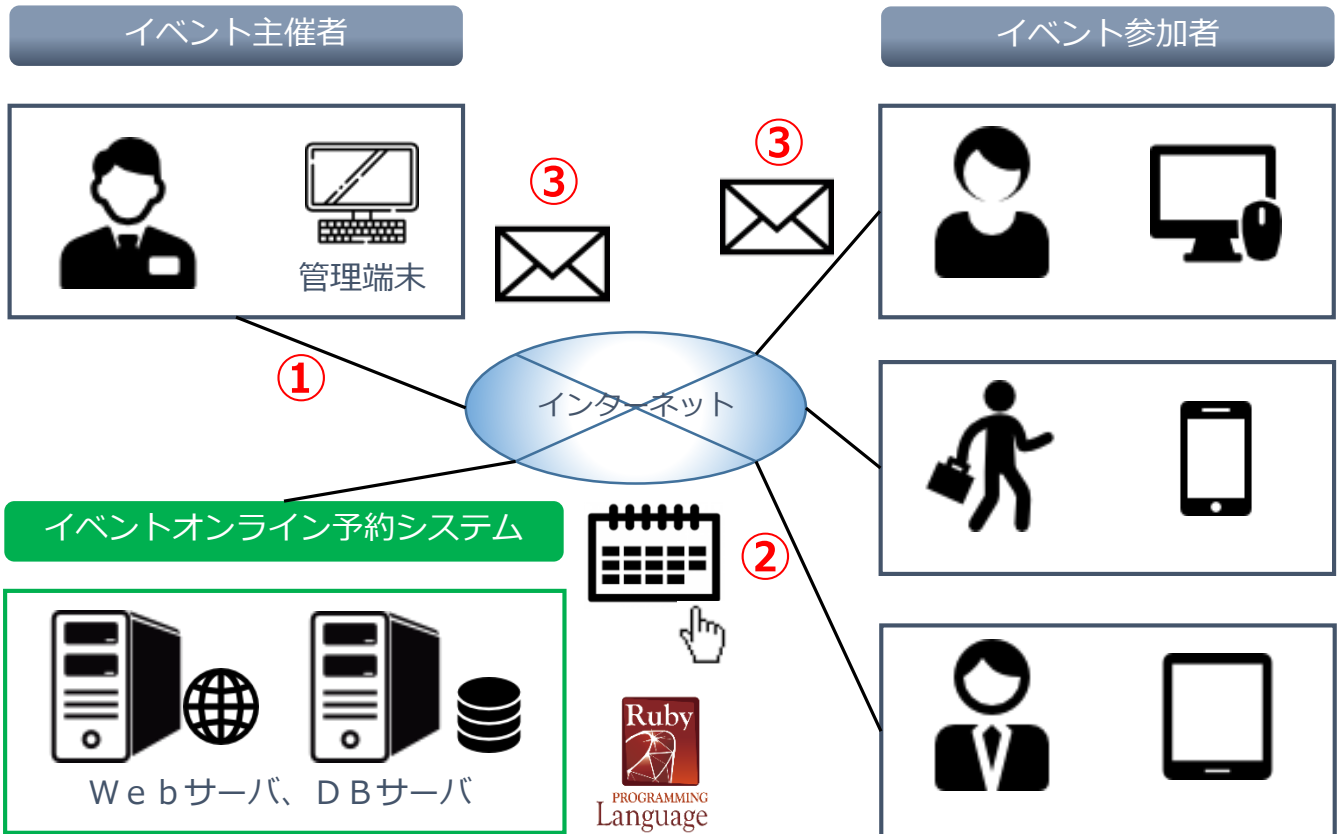 イベント主催者
イベント参加者
管理端末
③
③
①
インターネット
イベントオンライン予約システム
②
Ｗｅｂサーバ、ＤＢサーバ
Ruby
PROGRAMMING
Language